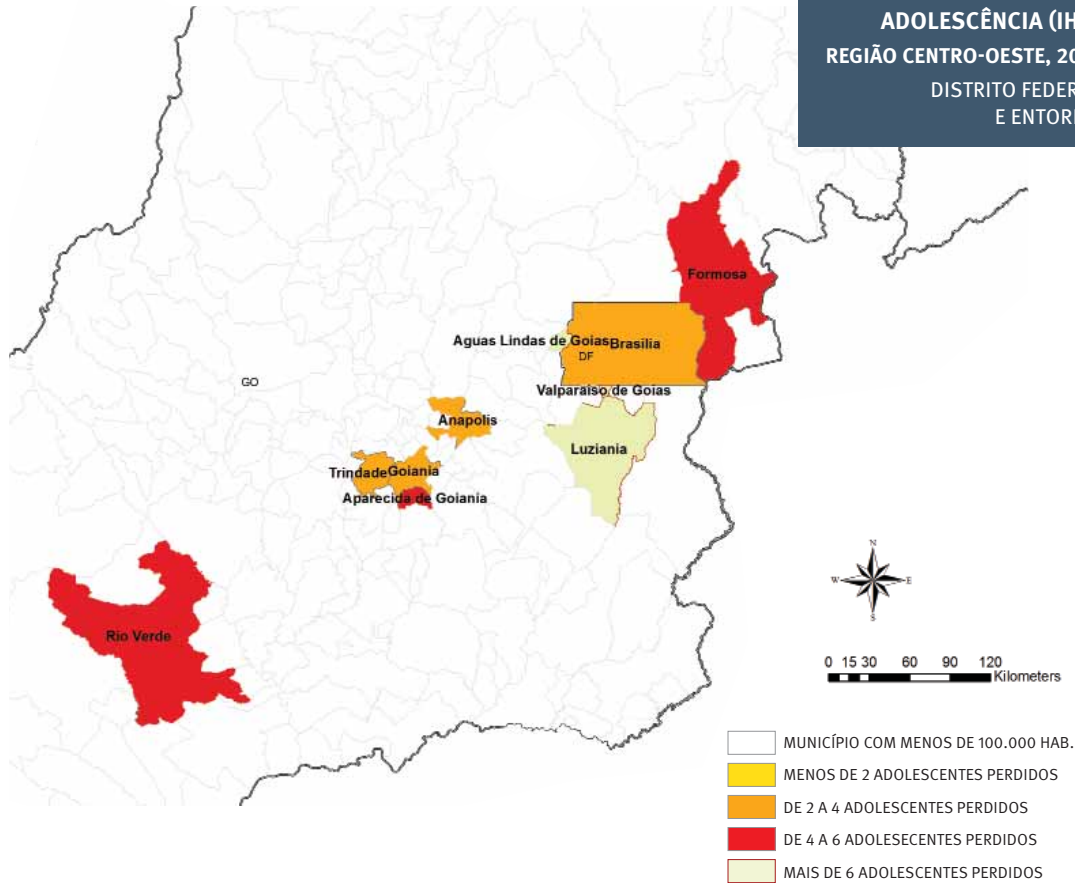 ADOLESCÊNCIA (IH
REGIÃO CENTRO-OESTE, 20
DISTRITO FEDER
E ENTOR
Formosa
Aguas Lindas de Goias
Brasilia
DF
GO
Valparaiso de Goias
Anapolis
Luziania
Trindade
Goiania
Aparecida de Goiania
Rio Verde
N
W
E
S
0 15 30 60 90 120
Kilometers
MUNICÍPIO COM MENOS DE 100.000 HAB.
MENOS DE 2 ADOLESCENTES PERDIDOS
DE 2 A 4 ADOLESCENTES PERDIDOS
DE 4 A 6 ADOLESECENTES PERDIDOS
MAIS DE 6 ADOLESCENTES PERDIDOS